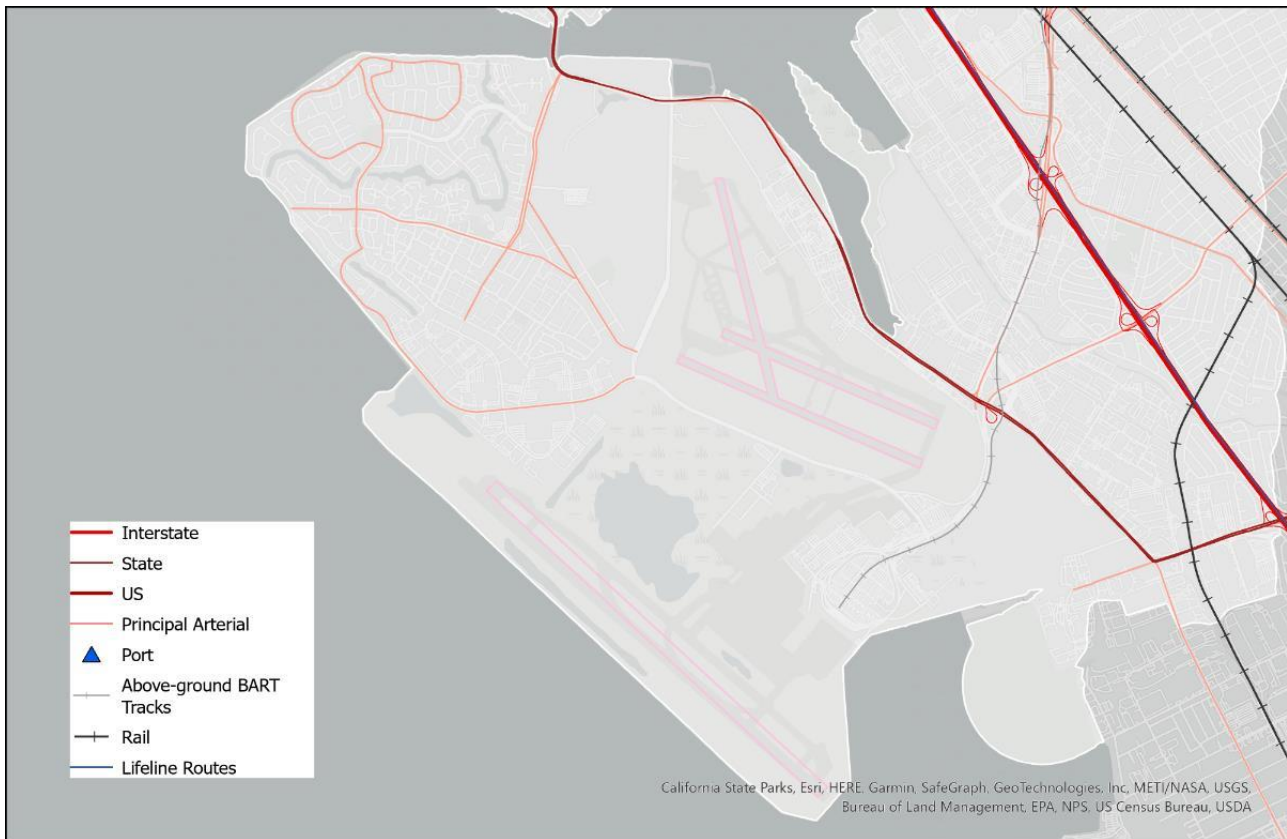 Interstate
State
US
Principal Arterial
Port
Above-ground BART
Tracks
Rail
Lifeline Routes
California State Parks, Esri, HERE, Garmin, SafeGraph, GeoTechnologies, Inc, METI/NASA, USGS,
Bureau of Land Management, EPA, NPS, US Census Bureau, USDA